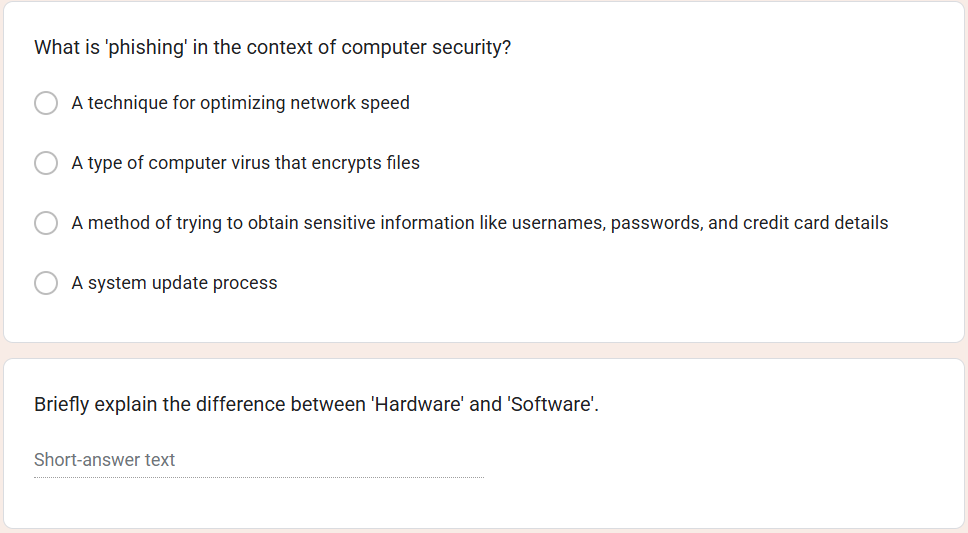 What is 'phishing' in the context of computer security?
A technique for optimizing network speed
A type of computer virus that encrypts files
A method of trying to obtain sensitive information like usernames, passwords, and credit card details
A system update process
Briefly explain the difference between 'Hardware' and 'Software'.
Short-answer text